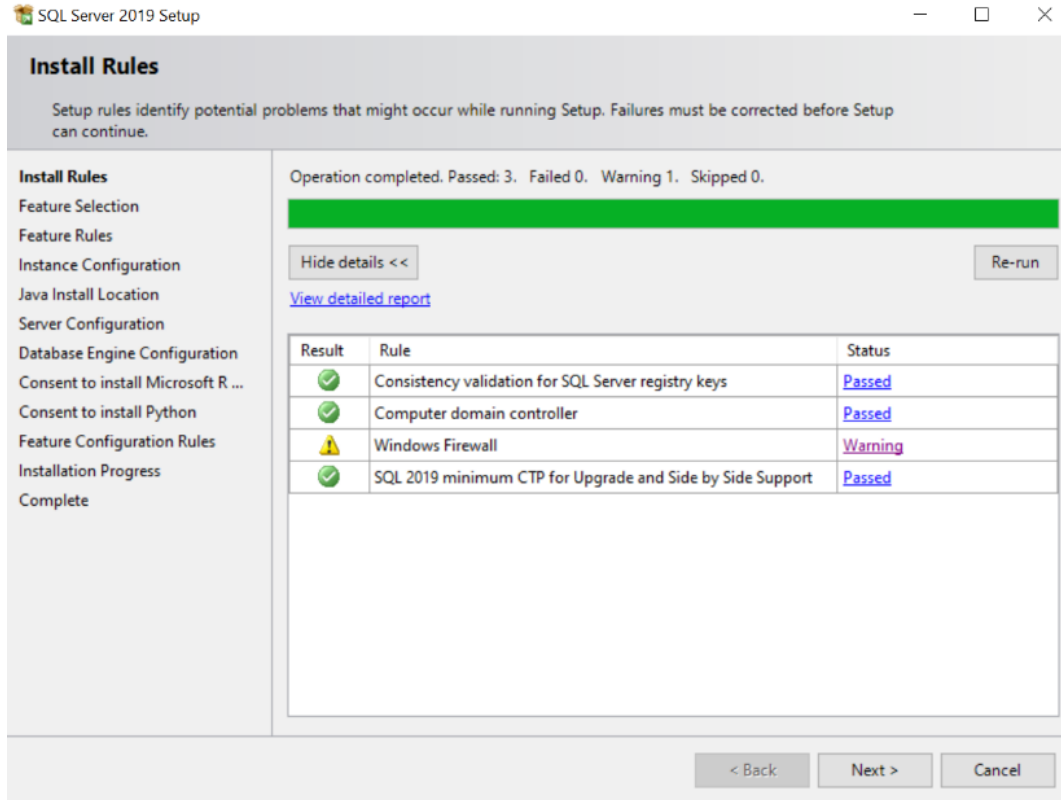 SQL Server 2019 Setup
Install Rules
Setup rules identify potential problems that might occur while running Setup. Failures must be corrected before Setup
can continue.
Install Rules
Feature Selection
Feature Rules
Instance Configuration
Java Install Location
Server Configuration
Database Engine Configuration
Consent to install Microsoft R ...
Consent to install Python
Feature Configuration Rules
Installation Progress
Complete
Operation completed. Passed: 3. Failed 0. Warning 1. Skipped 0.
Hide details <<
Re-run
View detailed report
Result Rule Status
Consistency validation for SQL Server registry keys Passed
Computer domain controller Passed
Windows Firewall Warning
SQL 2019 minimum CTP for Upgrade and Side by Side Support Passed
< Back Next > Cancel